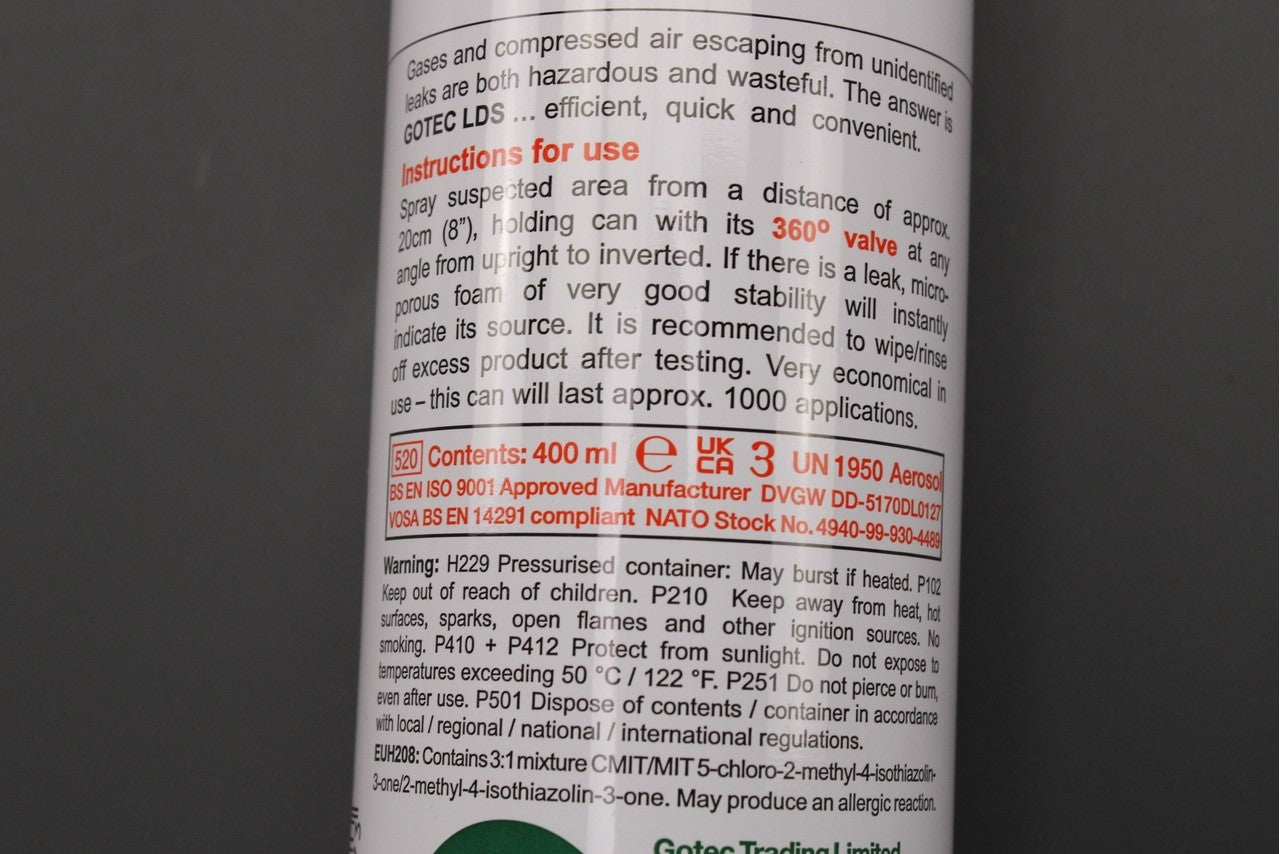 Gases and compressed air escaping from unidentified
leaks are both hazardous and wasteful. The answer is
GOTEC LDS ... efficient, quick and convenient.
Instructions for use
Spray suspected area from a distance of approx.
20cm (8”), holding can with its 360º valve at any
angle from upright to inverted. If there is a leak, micro-
porous foam of very good stability will instantly
indicate its source. It is recommended to wipe/rinse
off excess product after testing. Very economical in
use – this can will last approx. 1000 applications.
520 Contents: 400 ml ℮ UK CA 3 UN 1950 Aerosol
BS EN ISO 9001 Approved Manufacturer DVGW DD-5170DL0127
VOSA BS EN 14291 compliant NATO Stock No. 4940-99-930-4489
Warning: H229 Pressurised container: May burst if heated. P102
Keep out of reach of children. P210 Keep away from heat, hot
surfaces, sparks, open flames and other ignition sources. No
smoking. P410 + P412 Protect from sunlight. Do not expose to
temperatures exceeding 50 °C / 122 °F. P251 Do not pierce or burn,
even after use. P501 Dispose of contents / container in accordance
with local / regional / national / international regulations.
EUH208: Contains 3:1 mixture CMIT/MIT 5-chloro-2-methyl-4-isothiazolin-
3-one/2-methyl-4-isothiazolin-3-one. May produce an allergic reaction.
Gotec Trading Limited